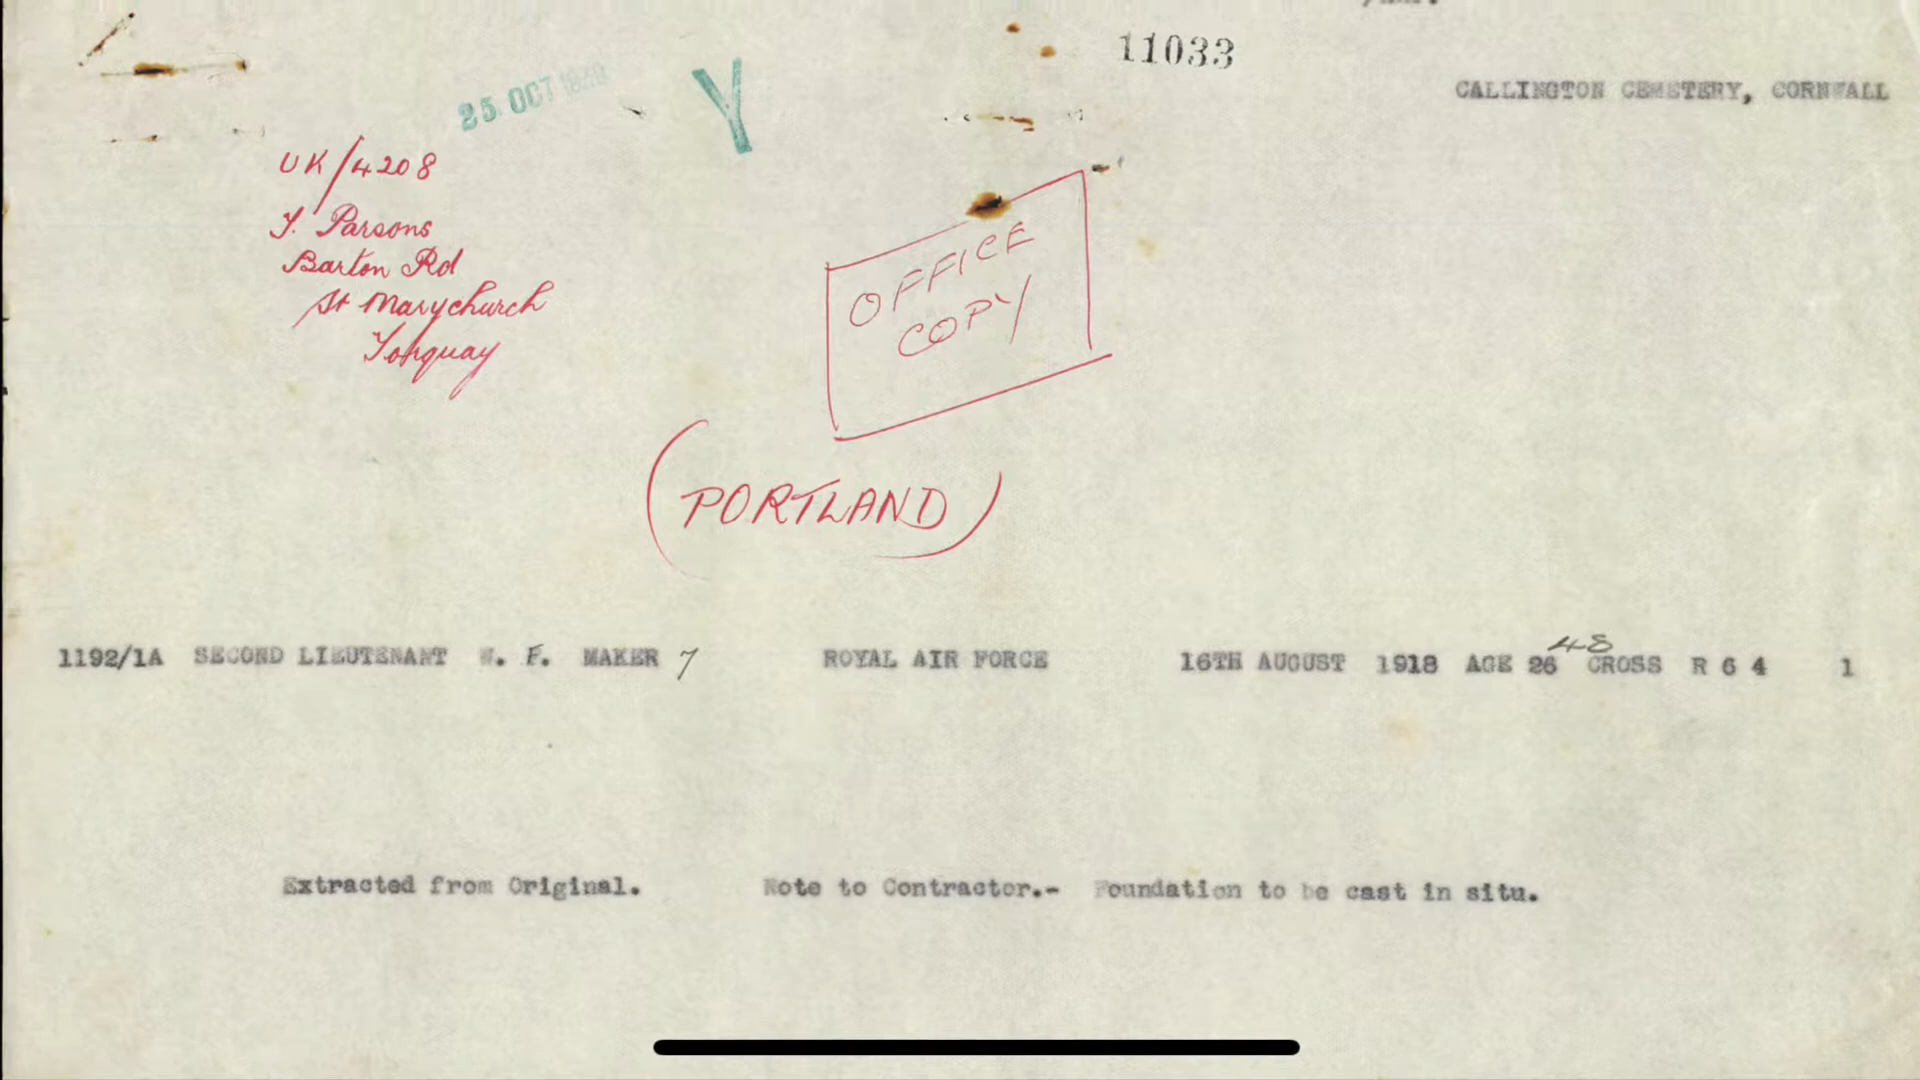 11033
CALLINGTON CEMETERY, CORNWALL
25 OCT
Y
UK/4208
Parsons
Barton Rd
St Marychurch
Torquay
OFFICE
COPY
(PORTLAND)
1192/1A SECOND LIEUTENANT W. F. MAKER 7 ROYAL AIR FORCE 16TH AUGUST 1918 AGE 26 48 CROSS R 6 4 1
Extracted from Original. Note to Contractor.- Foundation to be cast in situ.